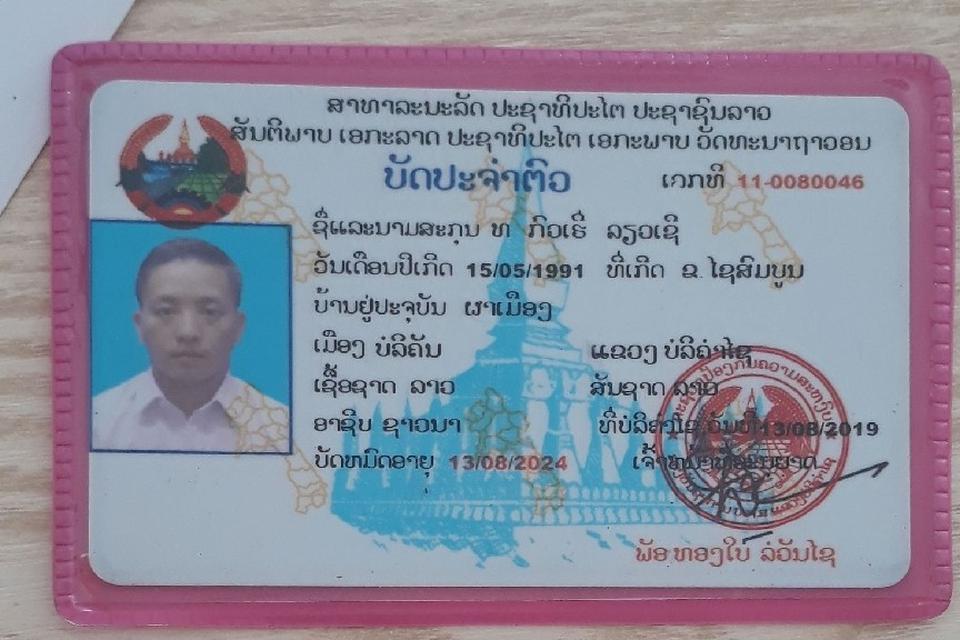 ສາທາລະນະລັດ ປະຊາທິປະໄຕ ປະຊາຊົນລາວ
ສັນຕິພາບ ເອກະລາດ ປະຊາທິປະໄຕ ເອກະພາບ ວັດທະນາຖາວອນ
ບັດປະຈຳຕົວ
ເລກທີ 11-0080046
ຊື່ແລະນາມສະກຸນ ທ ກົວເຮີ່ ລຽວເຊີ
ວັນເດືອນປີເກີດ 15/05/1991 ທີ່ເກີດ ຂ.ໄຊສົມບູນ
ບ້ານຢູ່ປະຈຸບັນ ຜາເມືອງ
ເມືອງ ບໍລິຄັນ ແຂວງ ບໍລິຄຳໄຊ
ເຊື້ອຊາດ ລາວ ສັນຊາດ ລາວ
ອາຊີບ ຊາວນາ ທີ່ບໍລິຄຳໄຊ ວັນທີ 13/08/2019
ບັດຫມົດອາຍຸ 13/08/2024 ເຈົ້າຫນ້າທີ່ອະນຸຍາດ
ພັອ ທອງໃບ ລໍວັນໄຊ